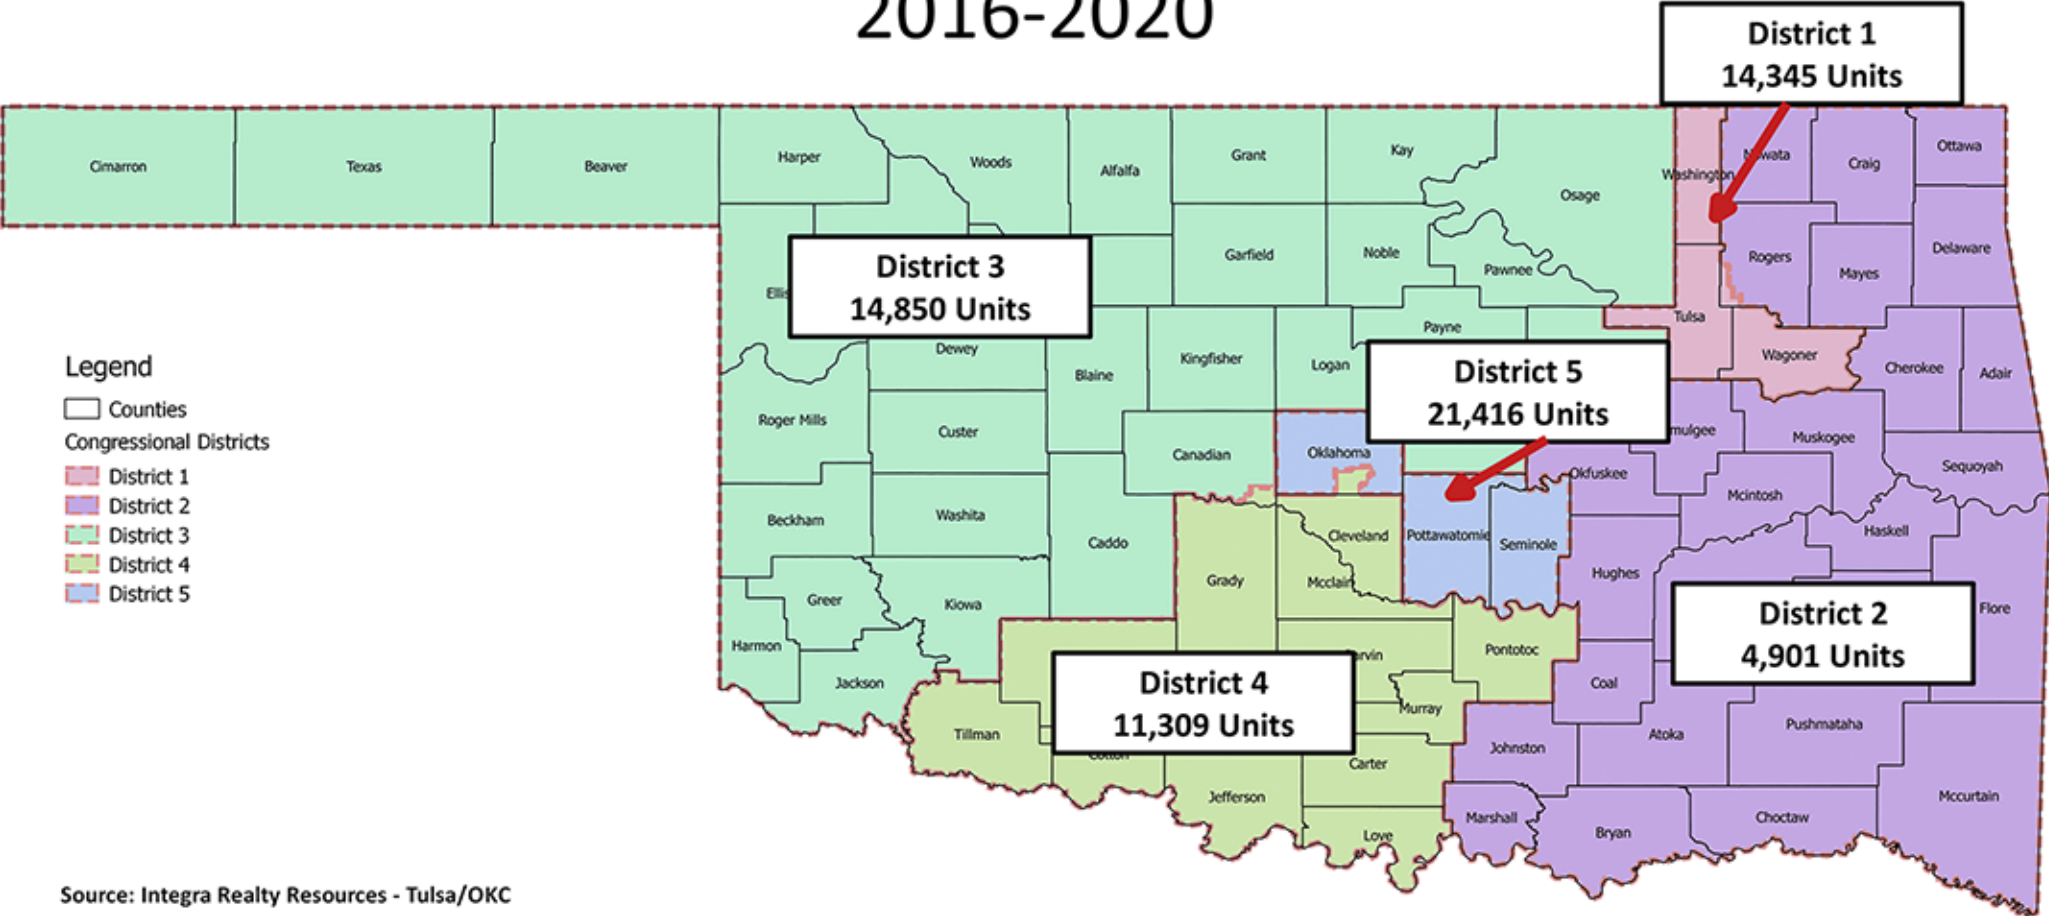 2016-2020
District 1
14,345 Units
Cimarron
Texas
Beaver
Harper
Woods
Alfalfa
Grant
Kay
Osage
Washington
Craig
Ottawa
District 3
14,850 Units
Garfield
Noble
Pawnee
Rogers
Mayes
Delaware
Tulsa
Wagoner
Cherokee
Adair
Payne
Dewey
Blaine
Kingfisher
Logan
District 5
21,416 Units
Legend
Counties
Congressional Districts
District 1
District 2
District 3
District 4
District 5
Roger Mills
Custer
Canadian
Oklahoma
mulgee
Muskogee
Okfuskee
Mcintosh
Sequoyah
Haskell
Beckham
Washita
Caddo
Cleveland
Pottawatomie
Seminole
Grady
Mcclain
Hughes
Greer
Kiowa
Harmon
Jackson
Pontotoc
District 2
4,901 Units
Flore
District 4
11,309 Units
arvin
Coal
Murray
Tillman
Johnston
Atoka
Pushmataha
Carter
Jefferson
Love
Marshall
Bryan
Choctaw
Mccurtain
Source: Integra Realty Resources - Tulsa/OKC